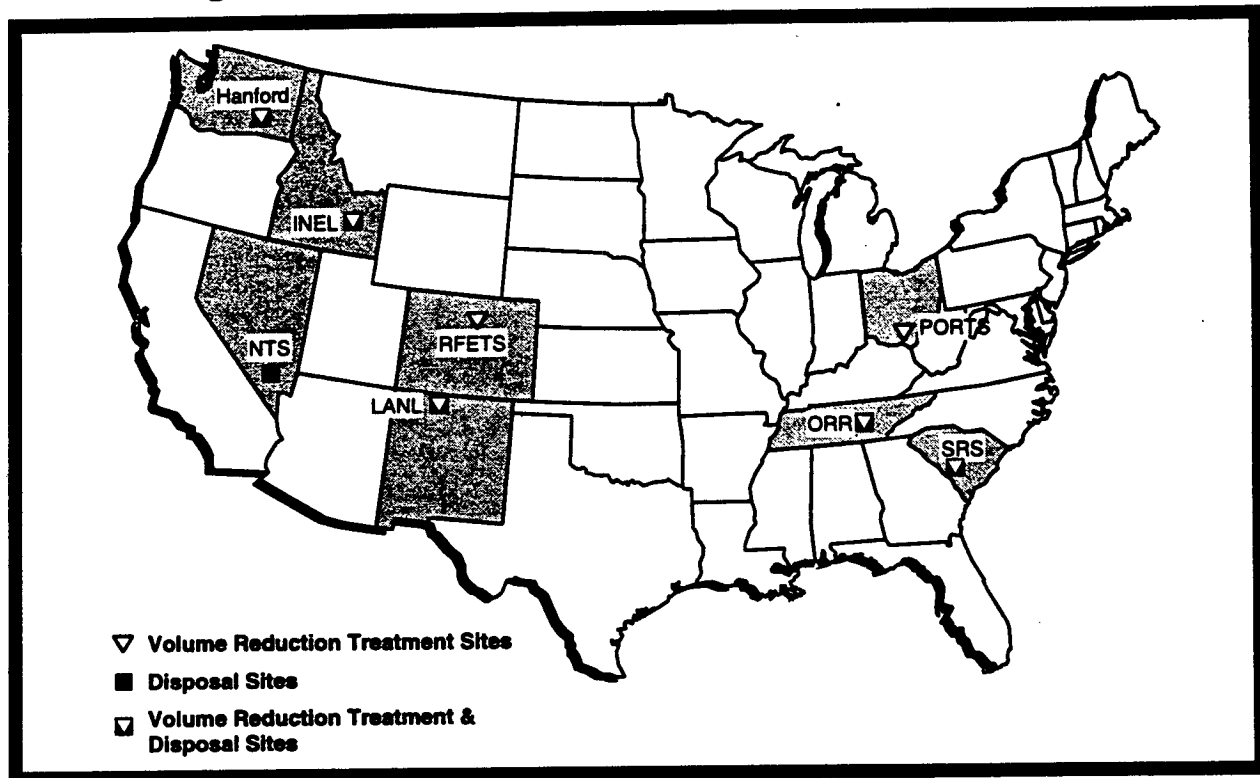 Hanford
INEL
NTS
RFETS
PORTS
LANL
ORR
SRS
Volume Reduction Treatment Sites
Disposal Sites
Volume Reduction Treatment &
Disposal Sites